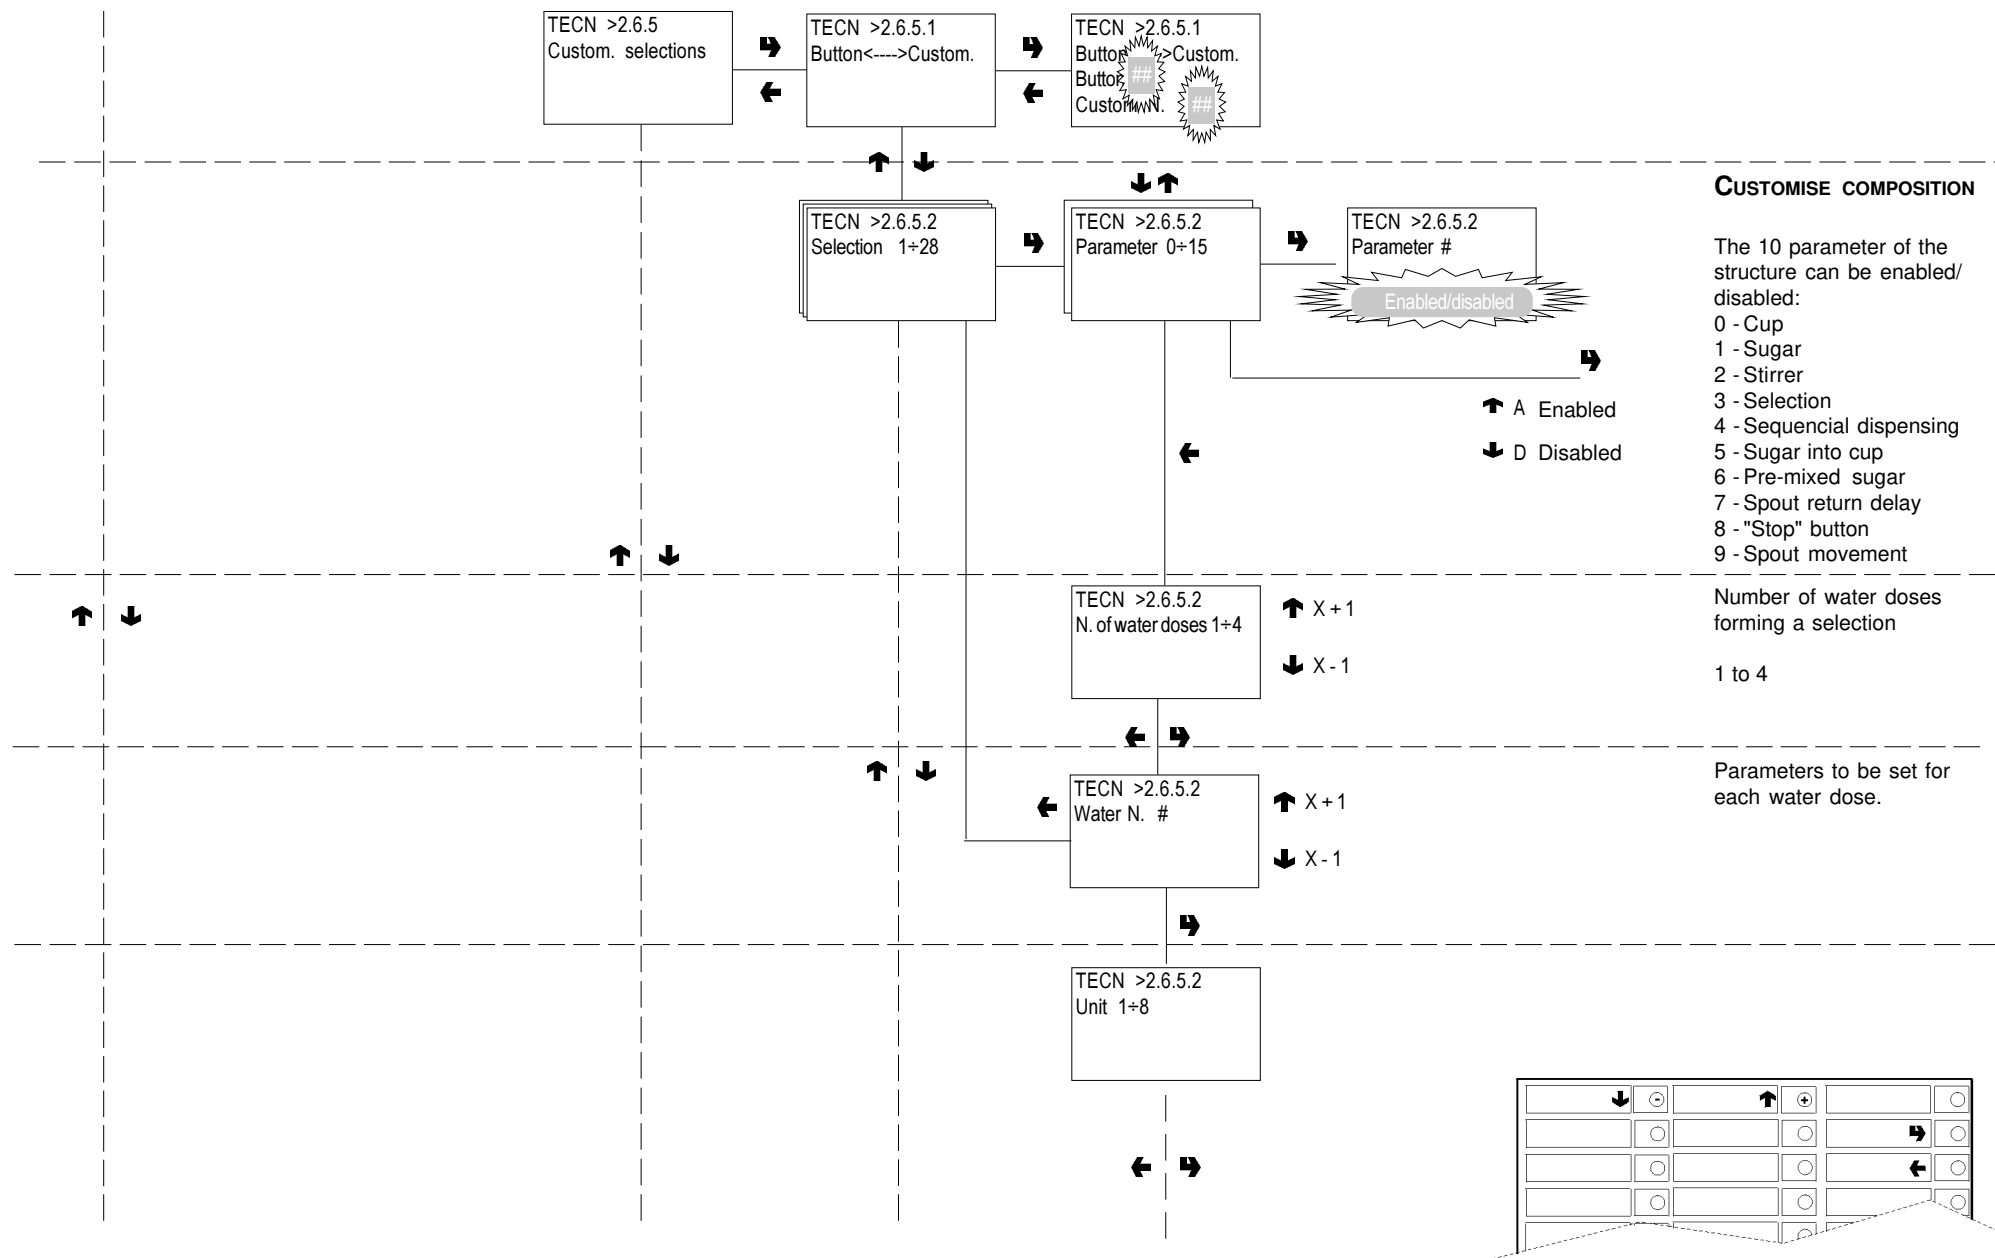 TECN >2.6.5
Custom. selections
TECN >2.6.5.1
Button<---->Custom.
TECN >2.6.5.1
Button >Custom.
Button ##
Custom N. ##
TECN >2.6.5.2
Selection 1÷28
TECN >2.6.5.2
Parameter 0÷15
TECN >2.6.5.2
Parameter #
Enabled/disabled
A Enabled
D Disabled
CUSTOMISE COMPOSITION
The 10 parameter of the
structure can be enabled/
disabled:
0 - Cup
1 - Sugar
2 - Stirrer
3 - Selection
4 - Sequencial dispensing
5 - Sugar into cup
6 - Pre-mixed sugar
7 - Spout return delay
8 - "Stop" button
9 - Spout movement
TECN >2.6.5.2
N. of water doses 1÷4
X + 1
X - 1
Number of water doses
forming a selection
1 to 4
TECN >2.6.5.2
Water N. #
X + 1
X - 1
Parameters to be set for
each water dose.
TECN >2.6.5.2
Unit 1÷8
- +